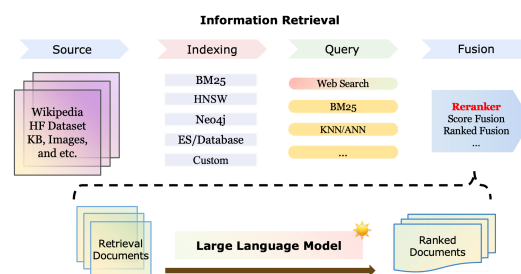 Information Retrieval
Source
Indexing
Query
Fusion
Wikipedia
HF Dataset
KB, Images,
and etc.
BM25
HNSW
Neo4j
ES/Database
Custom
Web Search
BM25
KNN/ANN
...
Reranker
Score Fusion
Ranked Fusion
...
Retrieval
Documents
Large Language Model
Ranked
Documents